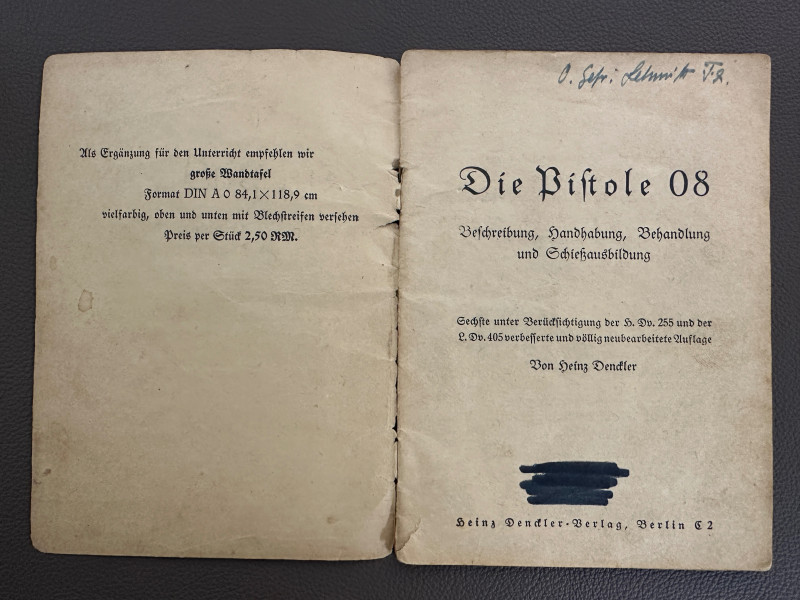 Als Ergänzung für den Unterricht empfehlen wir
große Wandtafel
Format DIN A 0 84,1×118,9 cm
vielfarbig, oben und unten mit Blechstreifen versehen
Preis per Stück 2,50 RM.
O. Gefr. Schmitt
Die Pistole 08
Beschreibung, Handhabung, Behandlung
und Schießausbildung
Sechste unter Berücksichtigung der H. Dv. 255 und der
L. Dv. 405 verbesserte und völlig neubearbeitete Auflage
Von Heinz Denckler
Heinz Denckler-Verlag, Berlin C 2